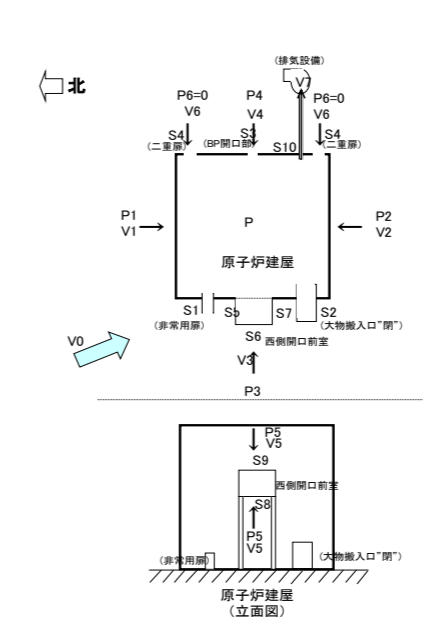 (排気設備)
V7
北
P6=0
V6
P4
V4
P6=0
V6
S4
(二重扉)
S3
(BP開口部)
S10
S4
(二重扉)
P1
V1
P
P2
V2
原子炉建屋
S1
(非常用扉)
S5
S7
S2
(大物搬入口"閉")
S6
西側開口前室
V0
V3
P3
P5
V5
S9
西側開口前室
S8
P5
V5
(非常用扉)
(大物搬入口"閉")
原子炉建屋
(立面図)